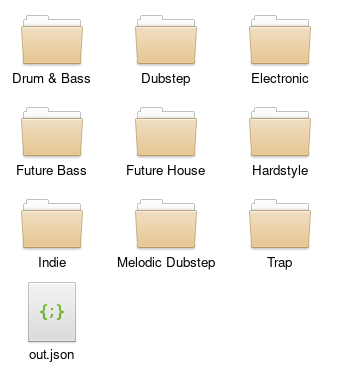 Drum & Bass
Dubstep
Electronic
Future Bass
Future House
Hardstyle
Indie
Melodic Dubstep
Trap
{;}
out.json